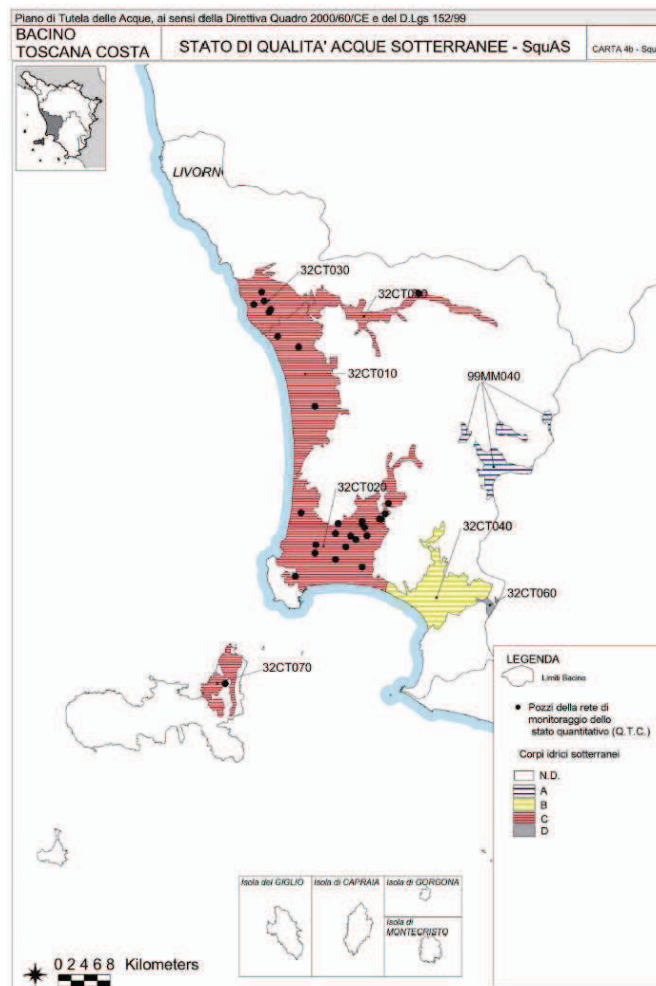 Piano di Tutela delle Acque, ai sensi della Direttiva Quadro 2000/60/CE e del D.Lgs 152/99
BACINO
TOSCANA COSTA
STATO DI QUALITA' ACQUE SOTTERRANEE - SquAS
CARTA 4b - Squ
LIVORN
32CT030
32CT010
99MM040
32CT020
32CT040
32CT060
32CT070
LEGENDA
Limiti Bacino
Pozzi della rete di
monitoraggio dello
stato quantitativo (Q.T.C.)
Corpi idrici sotterranei
N.D.
A
B
C
D
Isola del GIGLIO
Isola di CAPRAIA
Isola di GORGONA
Isola di
MONTECRISTO
0 2 4 6 8 Kilometers